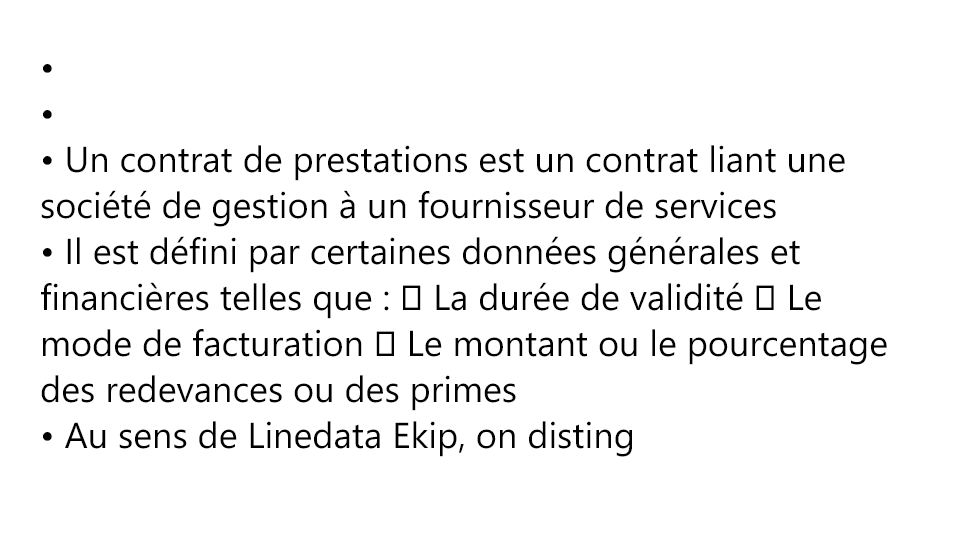 •
•
• Un contrat de prestations est un contrat liant une
société de gestion à un fournisseur de services
• Il est défini par certaines données générales et
financières telles que : 􀂃 La durée de validité 􀂃 Le
mode de facturation 􀂃 Le montant ou le pourcentage
des redevances ou des primes
• Au sens de Linedata Ekip, on disting